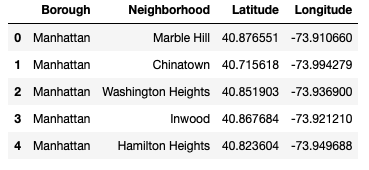 Borough Neighborhood Latitude Longitude
0 Manhattan Marble Hill 40.876551 -73.910660
1 Manhattan Chinatown 40.715618 -73.994279
2 Manhattan Washington Heights 40.851903 -73.936900
3 Manhattan Inwood 40.867684 -73.921210
4 Manhattan Hamilton Heights 40.823604 -73.949688